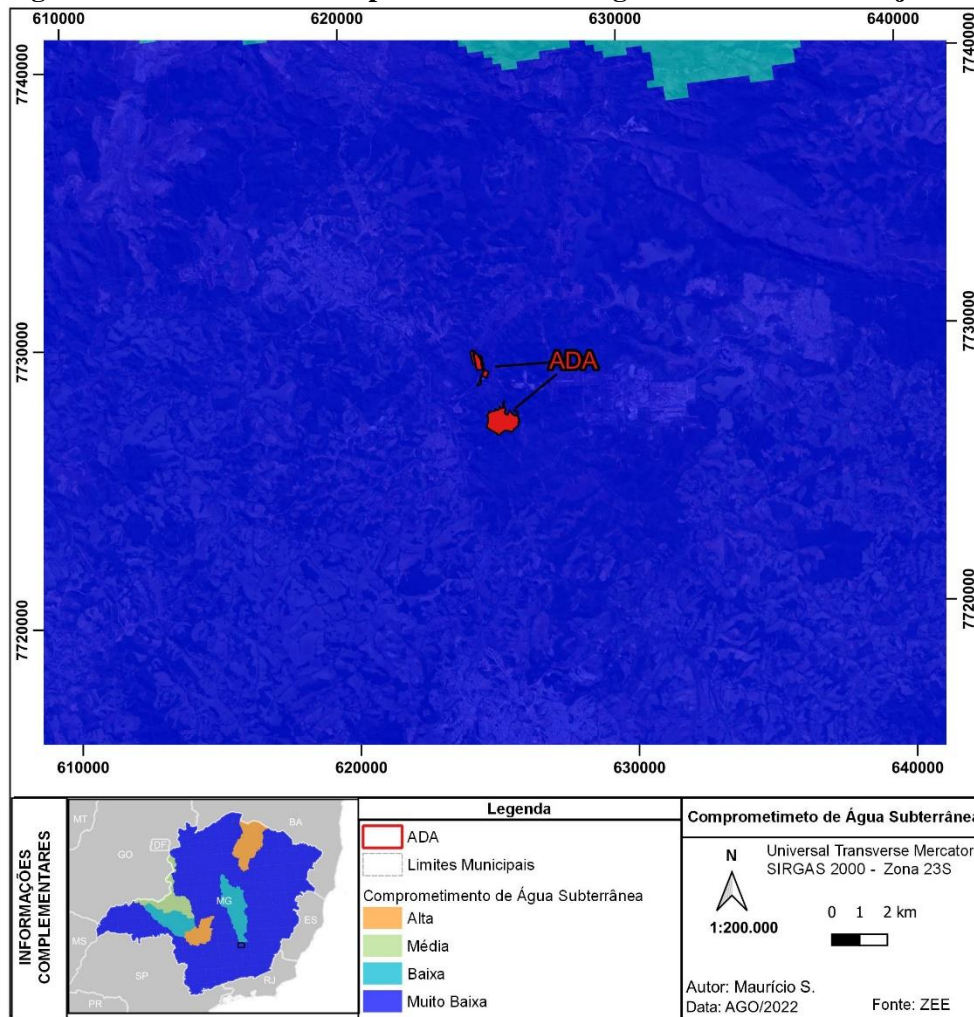 610000 620000 630000 640000
7740000 7740000
7730000 7730000
ADA
7720000 7720000
610000 620000 630000 640000
INFORMAÇÕES
COMPLEMENTARES
MT
BA
GO
DF
MG
ES
MS
SP
RJ
PR
Legenda
ADA
Limites Municipais
Comprometimento de Água Subterrânea
Alta
Média
Baixa
Muito Baixa
Comprometimeto de Água Subterrânea
N
Universal Transverse Mercator
SIRGAS 2000 - Zona 23S
1:200.000
0 1 2 km
Autor: Maurício S.
Data: AGO/2022
Fonte: ZEE